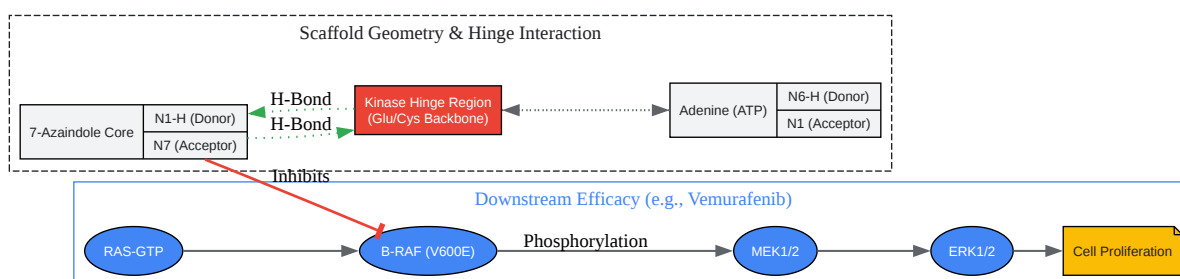 Scaffold Geometry & Hinge Interaction
7-Azaindole Core
N1-H (Donor)
N7 (Acceptor)
H-Bond
H-Bond
Kinase Hinge Region
(Glu/Cys Backbone)
Adenine (ATP)
N6-H (Donor)
N1 (Acceptor)
Inhibits
Downstream Efficacy (e.g., Vemurafenib)
RAS-GTP
B-RAF (V600E)
Phosphorylation
MEK1/2
ERK1/2
Cell Proliferation